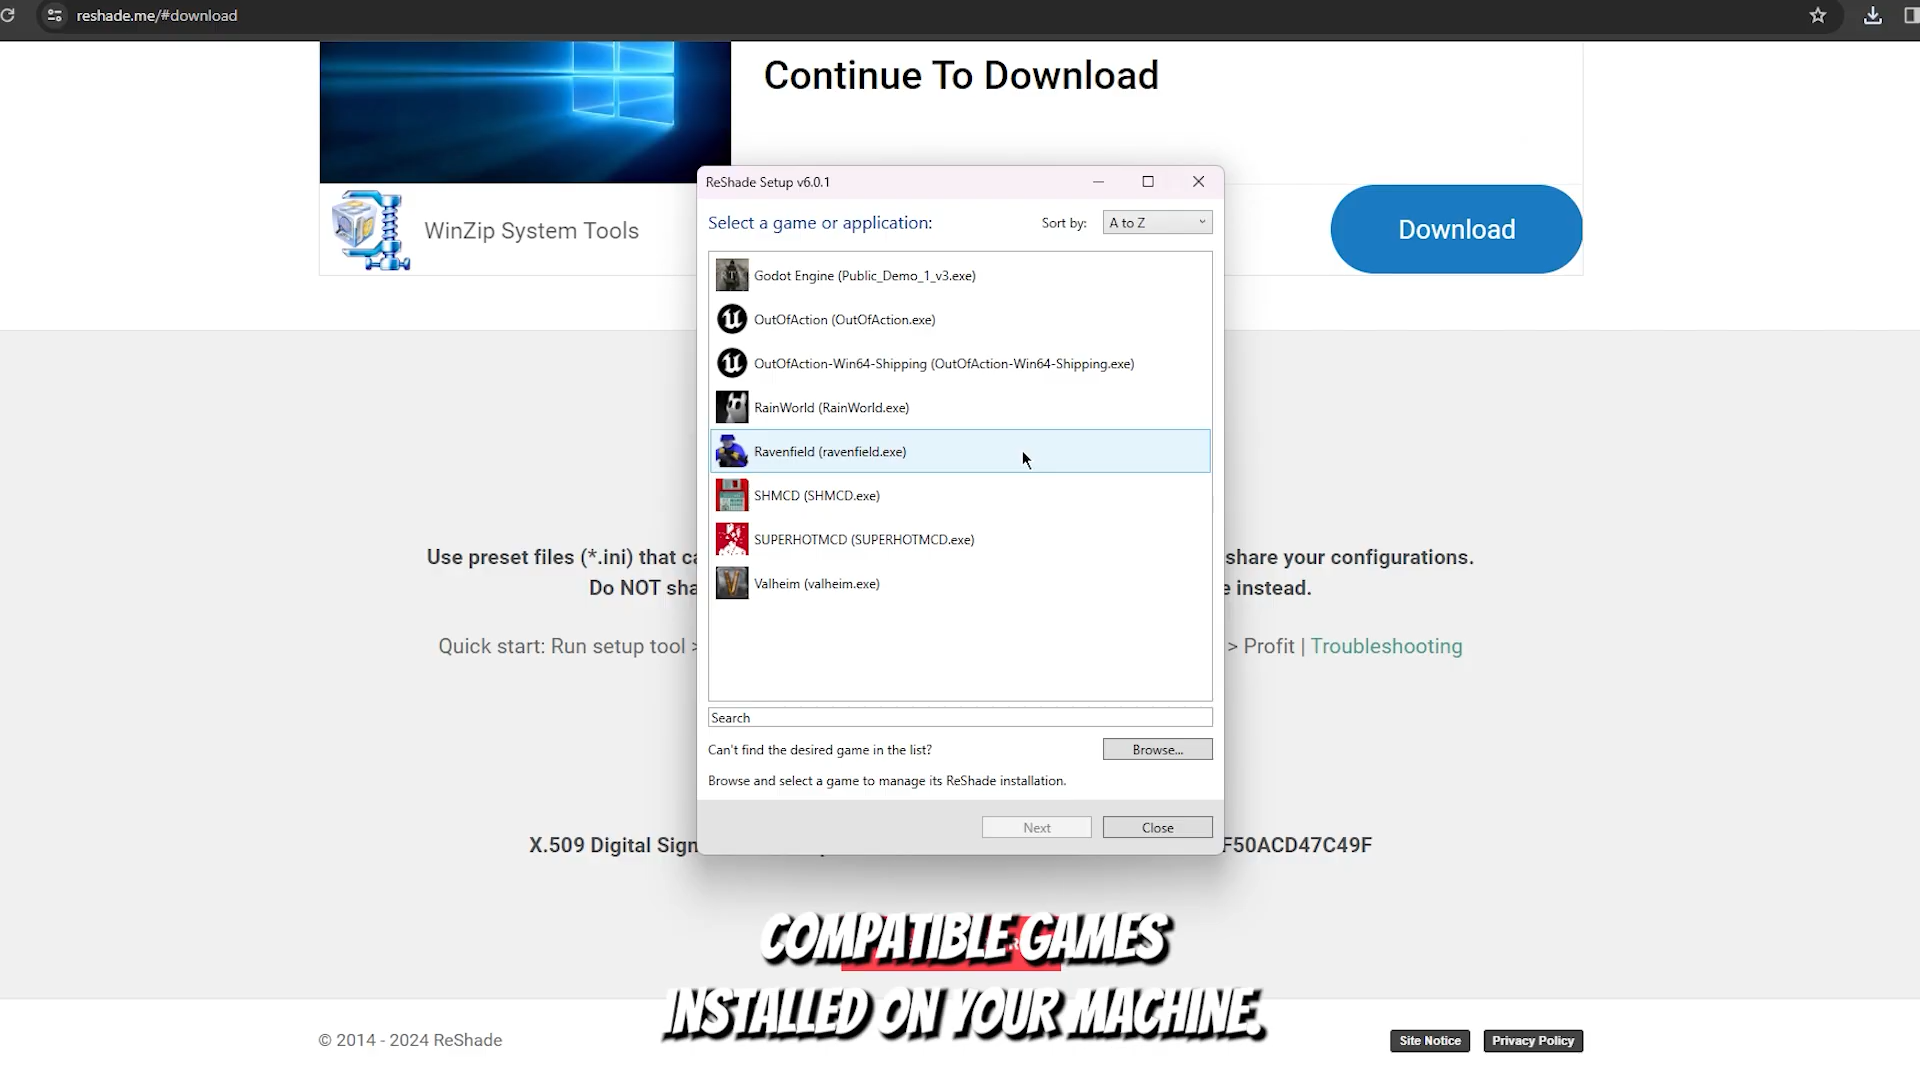 reshade.me/#download
Continue To Download
WinZip System Tools
Download
ReShade Setup v6.0.1
Select a game or application:
Sort by:
A to Z
Godot Engine (Public_Demo_1_v3.exe)
OutOfAction (OutOfAction.exe)
OutOfAction-Win64-Shipping (OutOfAction-Win64-Shipping.exe)
RainWorld (RainWorld.exe)
Ravenfield (ravenfield.exe)
SHMCD (SHMCD.exe)
SUPERHOTMCD (SUPERHOTMCD.exe)
Valheim (valheim.exe)
Search
Can't find the desired game in the list?
Browse...
Browse and select a game to manage its ReShade installation.
Next
Close
Use preset files (*.ini) that share your configurations.
Do NOT instead.
Quick start: Run setup tool > > Profit | Troubleshooting
X.509 Digital F50ACD47C49F
COMPATIBLE GAMES
INSTALLED ON YOUR MACHINE.
© 2014 - 2024 ReShade
Site Notice
Privacy Policy